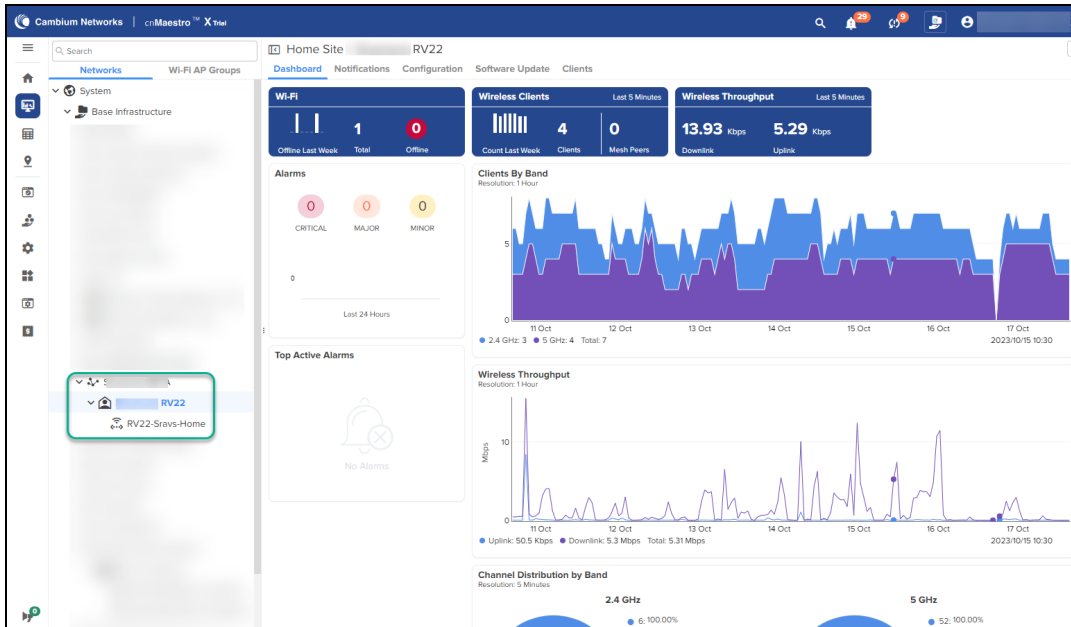 Cambium Networks | cnMaestro™ X Trial
29
9
Search
Networks Wi-Fi AP Groups
System
Base Infrastructure
S
RV22
RV22-Sravs-Home
0
Home Site RV22
Dashboard Notifications Configuration Software Update Clients
Wi-Fi
1 0
Offline Last Week Total Offline
Wireless Clients Last 5 Minutes
4 0
Count Last Week Clients Mesh Peers
Wireless Throughput Last 5 Minutes
13.93 Kbps 5.29 Kbps
Downlink Uplink
Alarms
0 0 0
CRITICAL MAJOR MINOR
0
Last 24 Hours
Top Active Alarms
No Alarms
Clients By Band
Resolution: 1 Hour
5
0
11 Oct 12 Oct 13 Oct 14 Oct 15 Oct 16 Oct 17 Oct
2.4 GHz: 3 5 GHz: 4 Total: 7 2023/10/15 10:30
Wireless Throughput
Resolution: 1 Hour
Mbps
10
0
11 Oct 12 Oct 13 Oct 14 Oct 15 Oct 16 Oct 17 Oct
Uplink: 50.5 Kbps Downlink: 5.3 Mbps Total: 5.31 Mbps 2023/10/15 10:30
Channel Distribution by Band
Resolution: 5 Minutes
2.4 GHz 5 GHz
6: 100.00% 52: 100.00%